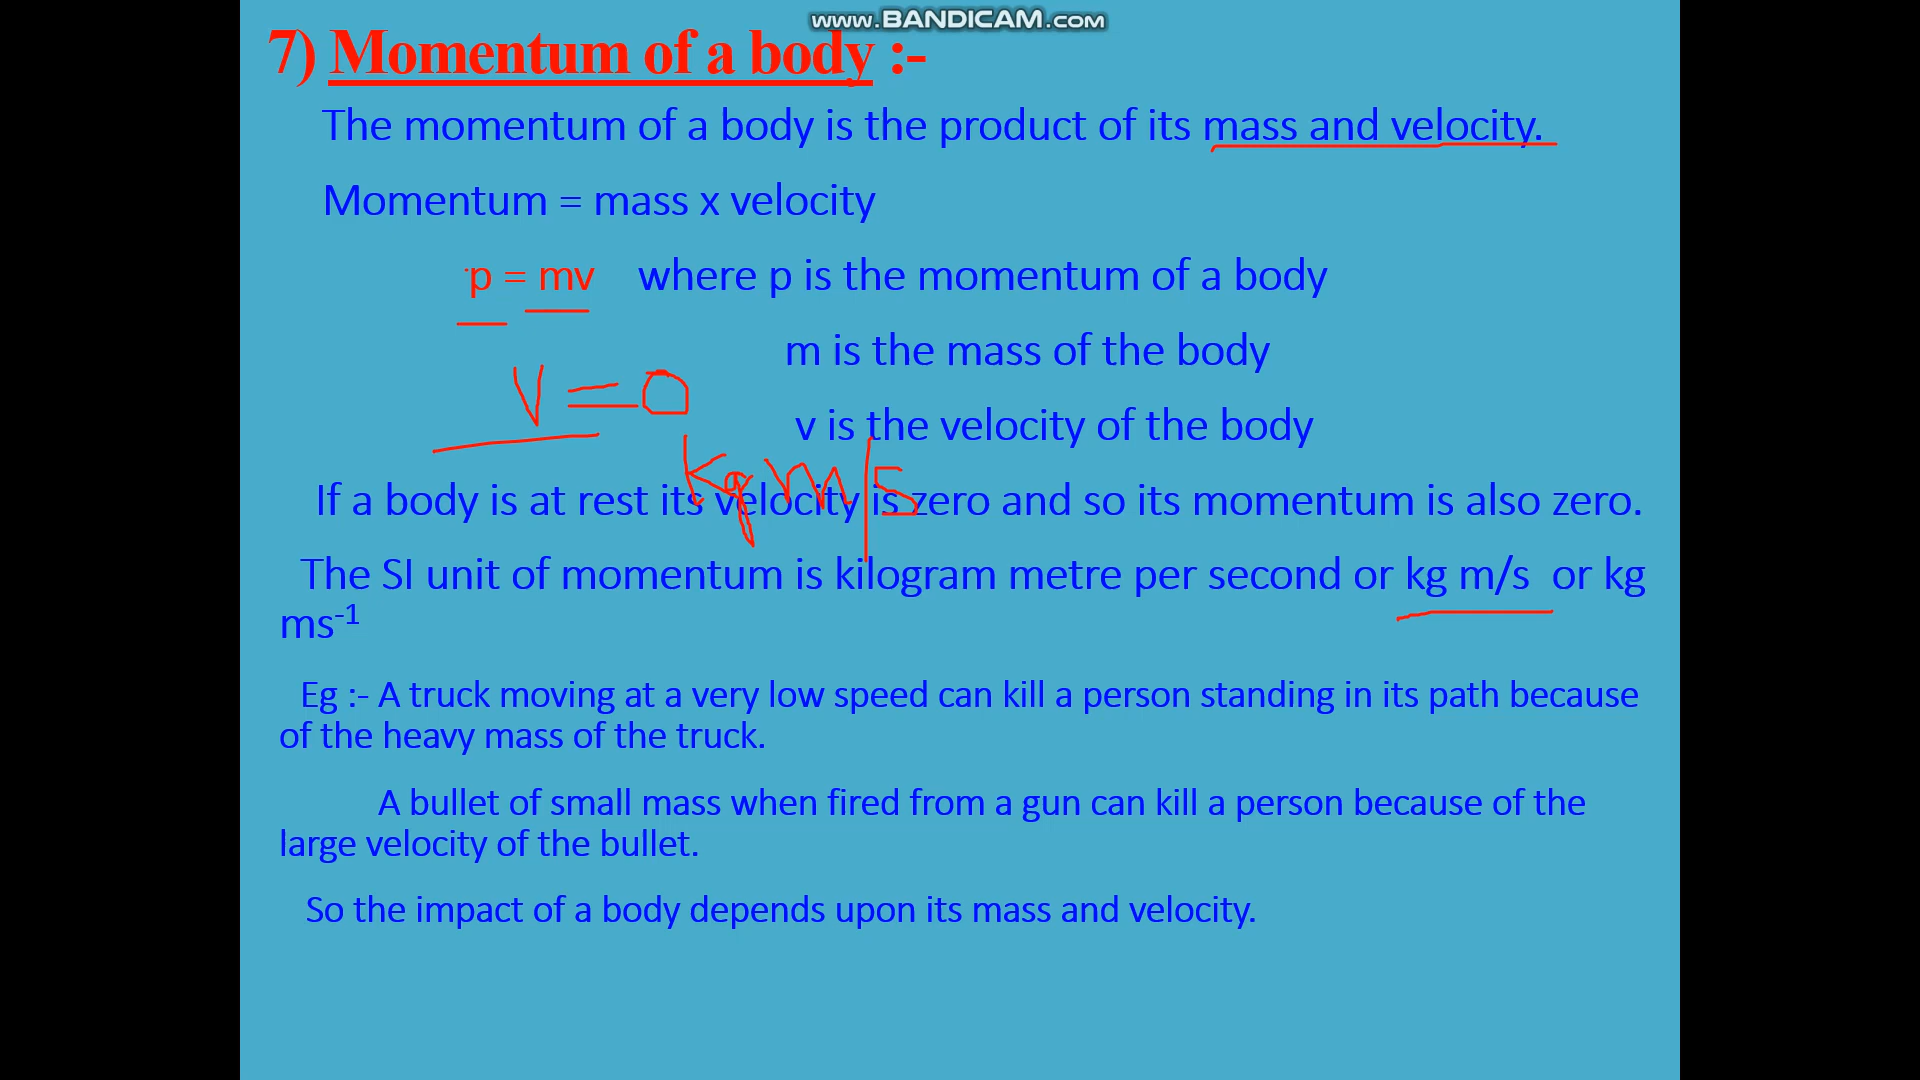 www.BANDICAM.com
7) Momentum of a body :-
The momentum of a body is the product of its mass and velocity.
Momentum = mass x velocity
p = mv where p is the momentum of a body
m is the mass of the body
V = 0
v is the velocity of the body
kg m/s
If a body is at rest its velocity is zero and so its momentum is also zero.
The SI unit of momentum is kilogram metre per second or kg m/s or kg
ms-1
Eg :- A truck moving at a very low speed can kill a person standing in its path because
of the heavy mass of the truck.
A bullet of small mass when fired from a gun can kill a person because of the
large velocity of the bullet.
So the impact of a body depends upon its mass and velocity.